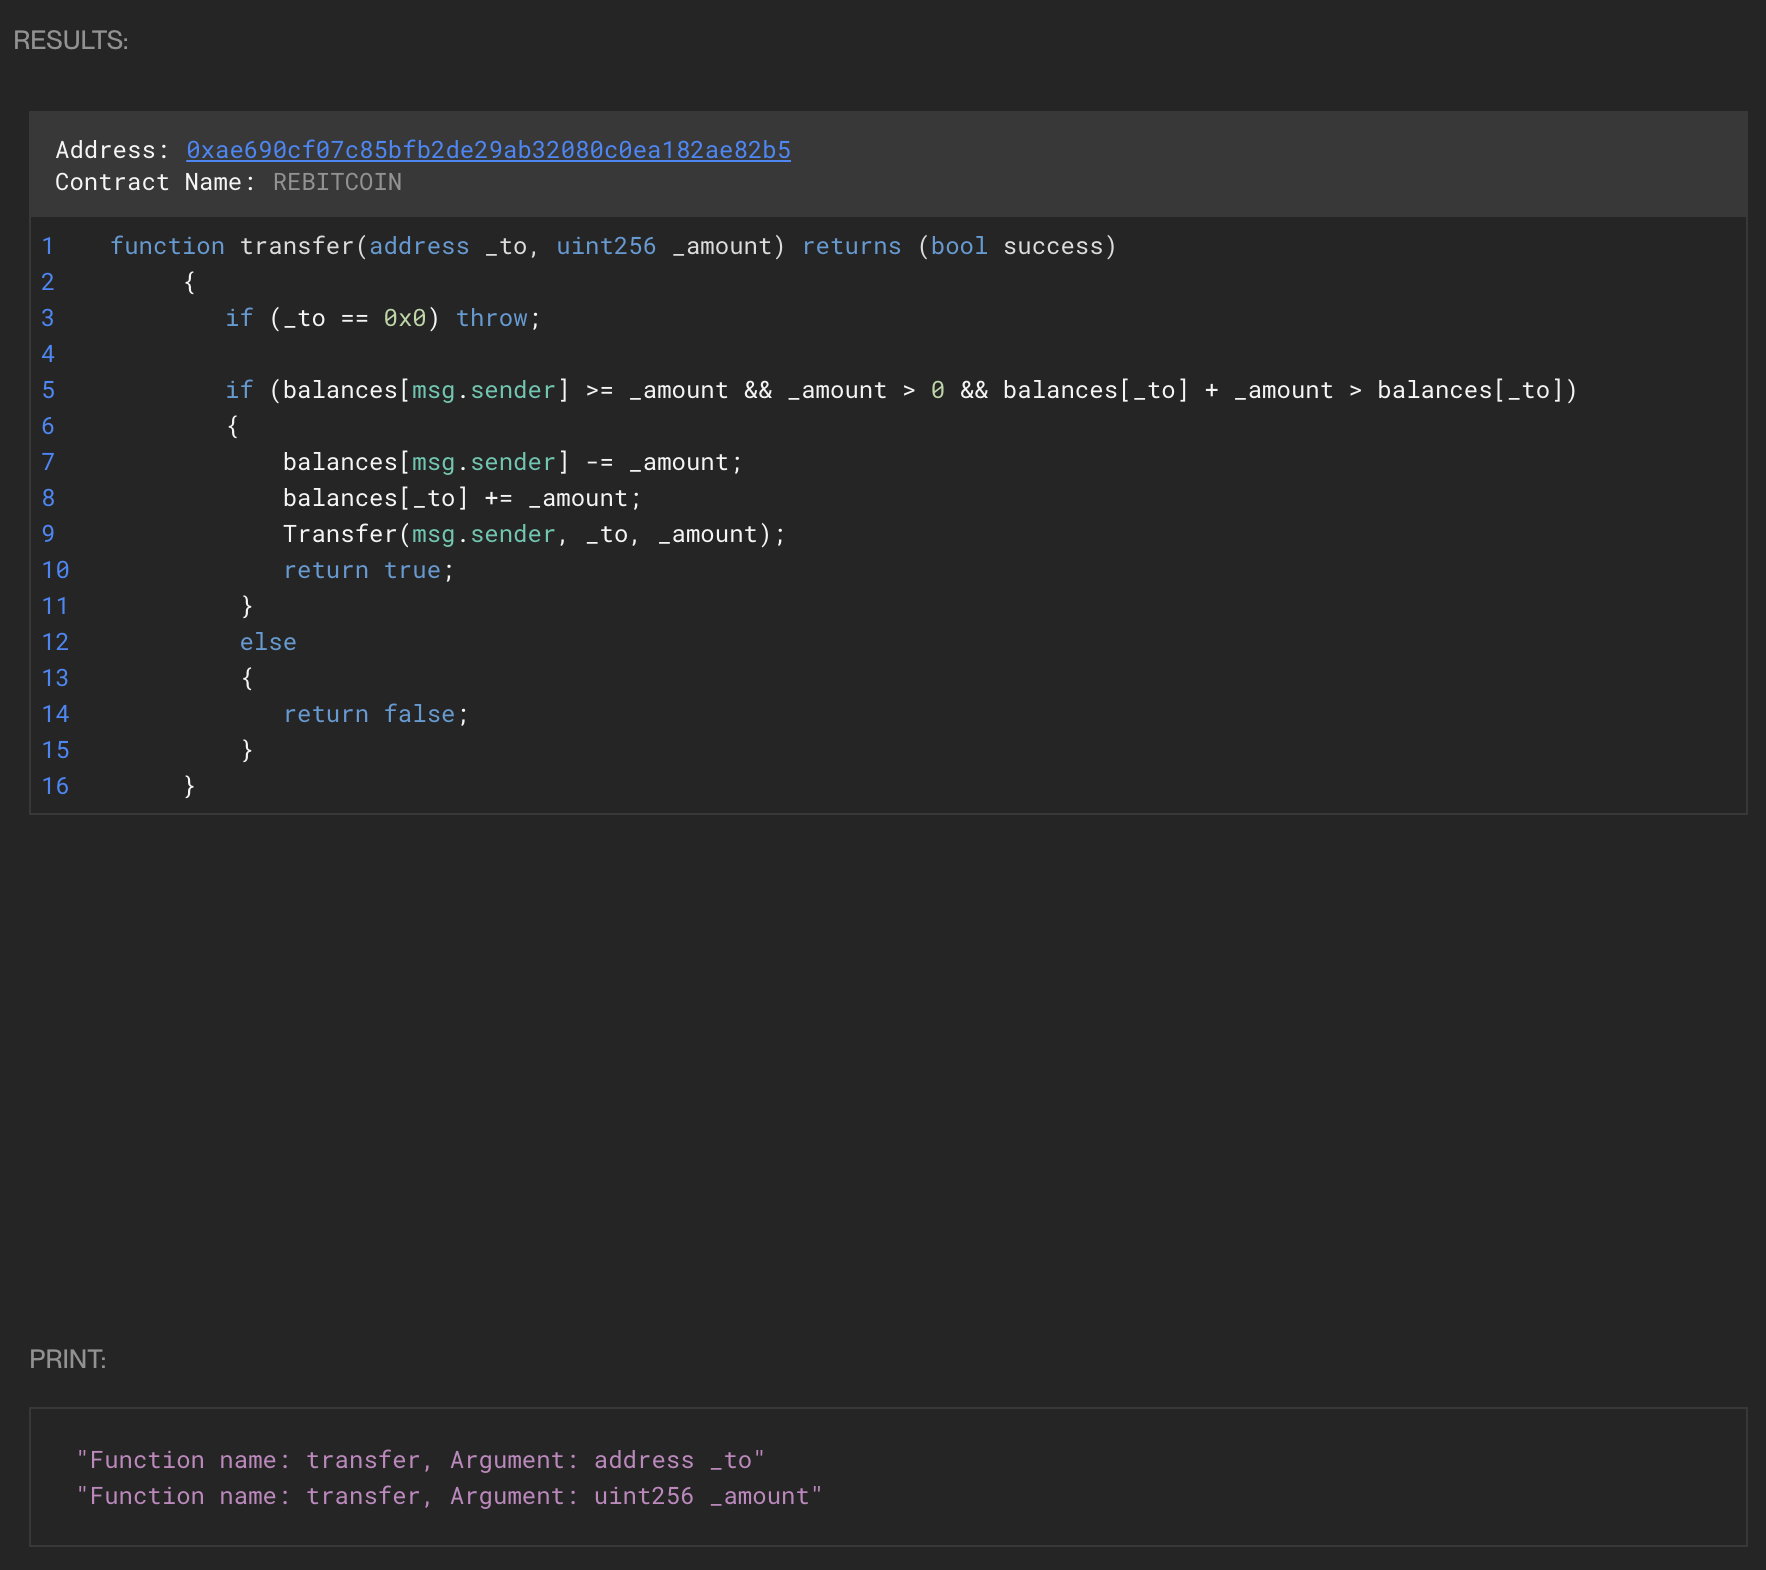 RESULTS:
Address: 0xae690cf07c85bfb2de29ab32080c0ea182ae82b5
Contract Name: REBITCOIN
1 function transfer(address _to, uint256 _amount) returns (bool success)
2 {
3 if (_to == 0x0) throw;
4
5 if (balances[msg.sender] >= _amount && _amount > 0 && balances[_to] + _amount > balances[_to])
6 {
7 balances[msg.sender] -= _amount;
8 balances[_to] += _amount;
9 Transfer(msg.sender, _to, _amount);
10 return true;
11 }
12 else
13 {
14 return false;
15 }
16 }
PRINT:
"Function name: transfer, Argument: address _to"
"Function name: transfer, Argument: uint256 _amount"